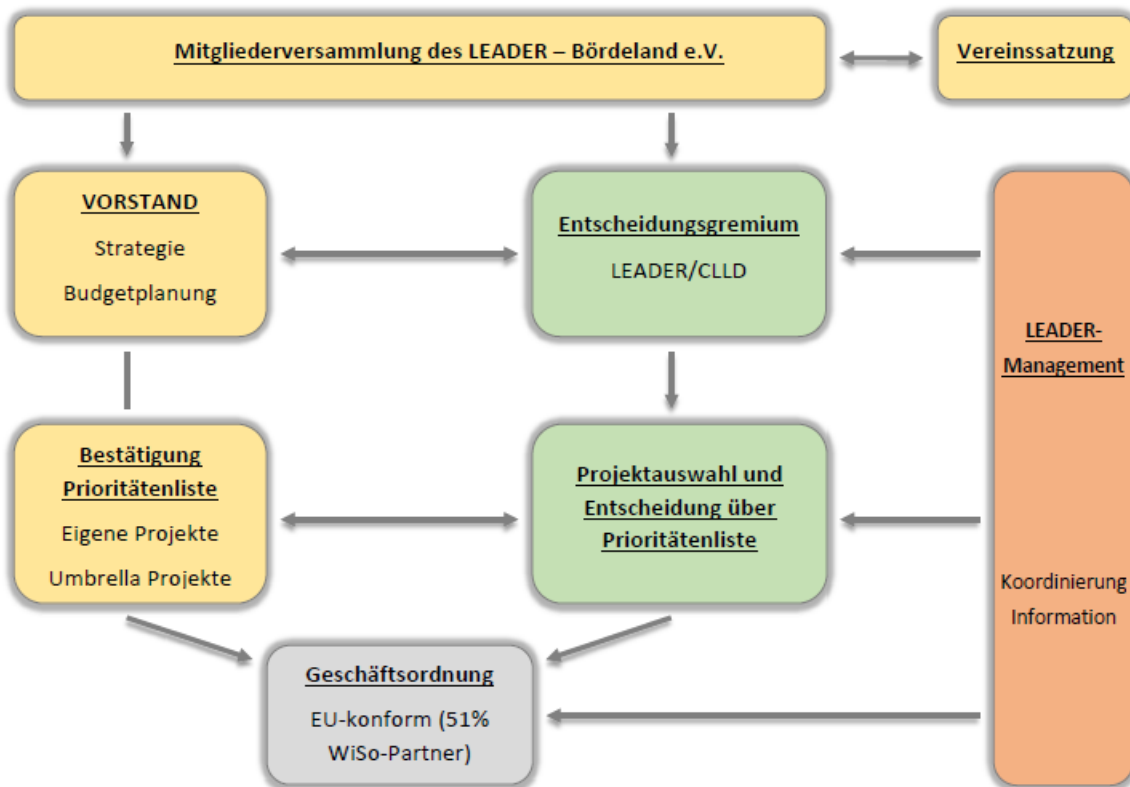 Mitgliederversammlung des LEADER – Bördeland e.V.
Vereinssatzung
VORSTAND
Strategie
Budgetplanung
Entscheidungsgremium
LEADER/CLLD
LEADER-
Management
Bestätigung
Prioritätenliste
Eigene Projekte
Umbrella Projekte
Projektauswahl und
Entscheidung über
Prioritätenliste
Koordinierung
Information
Geschäftsordnung
EU-konform (51%
WiSo-Partner)